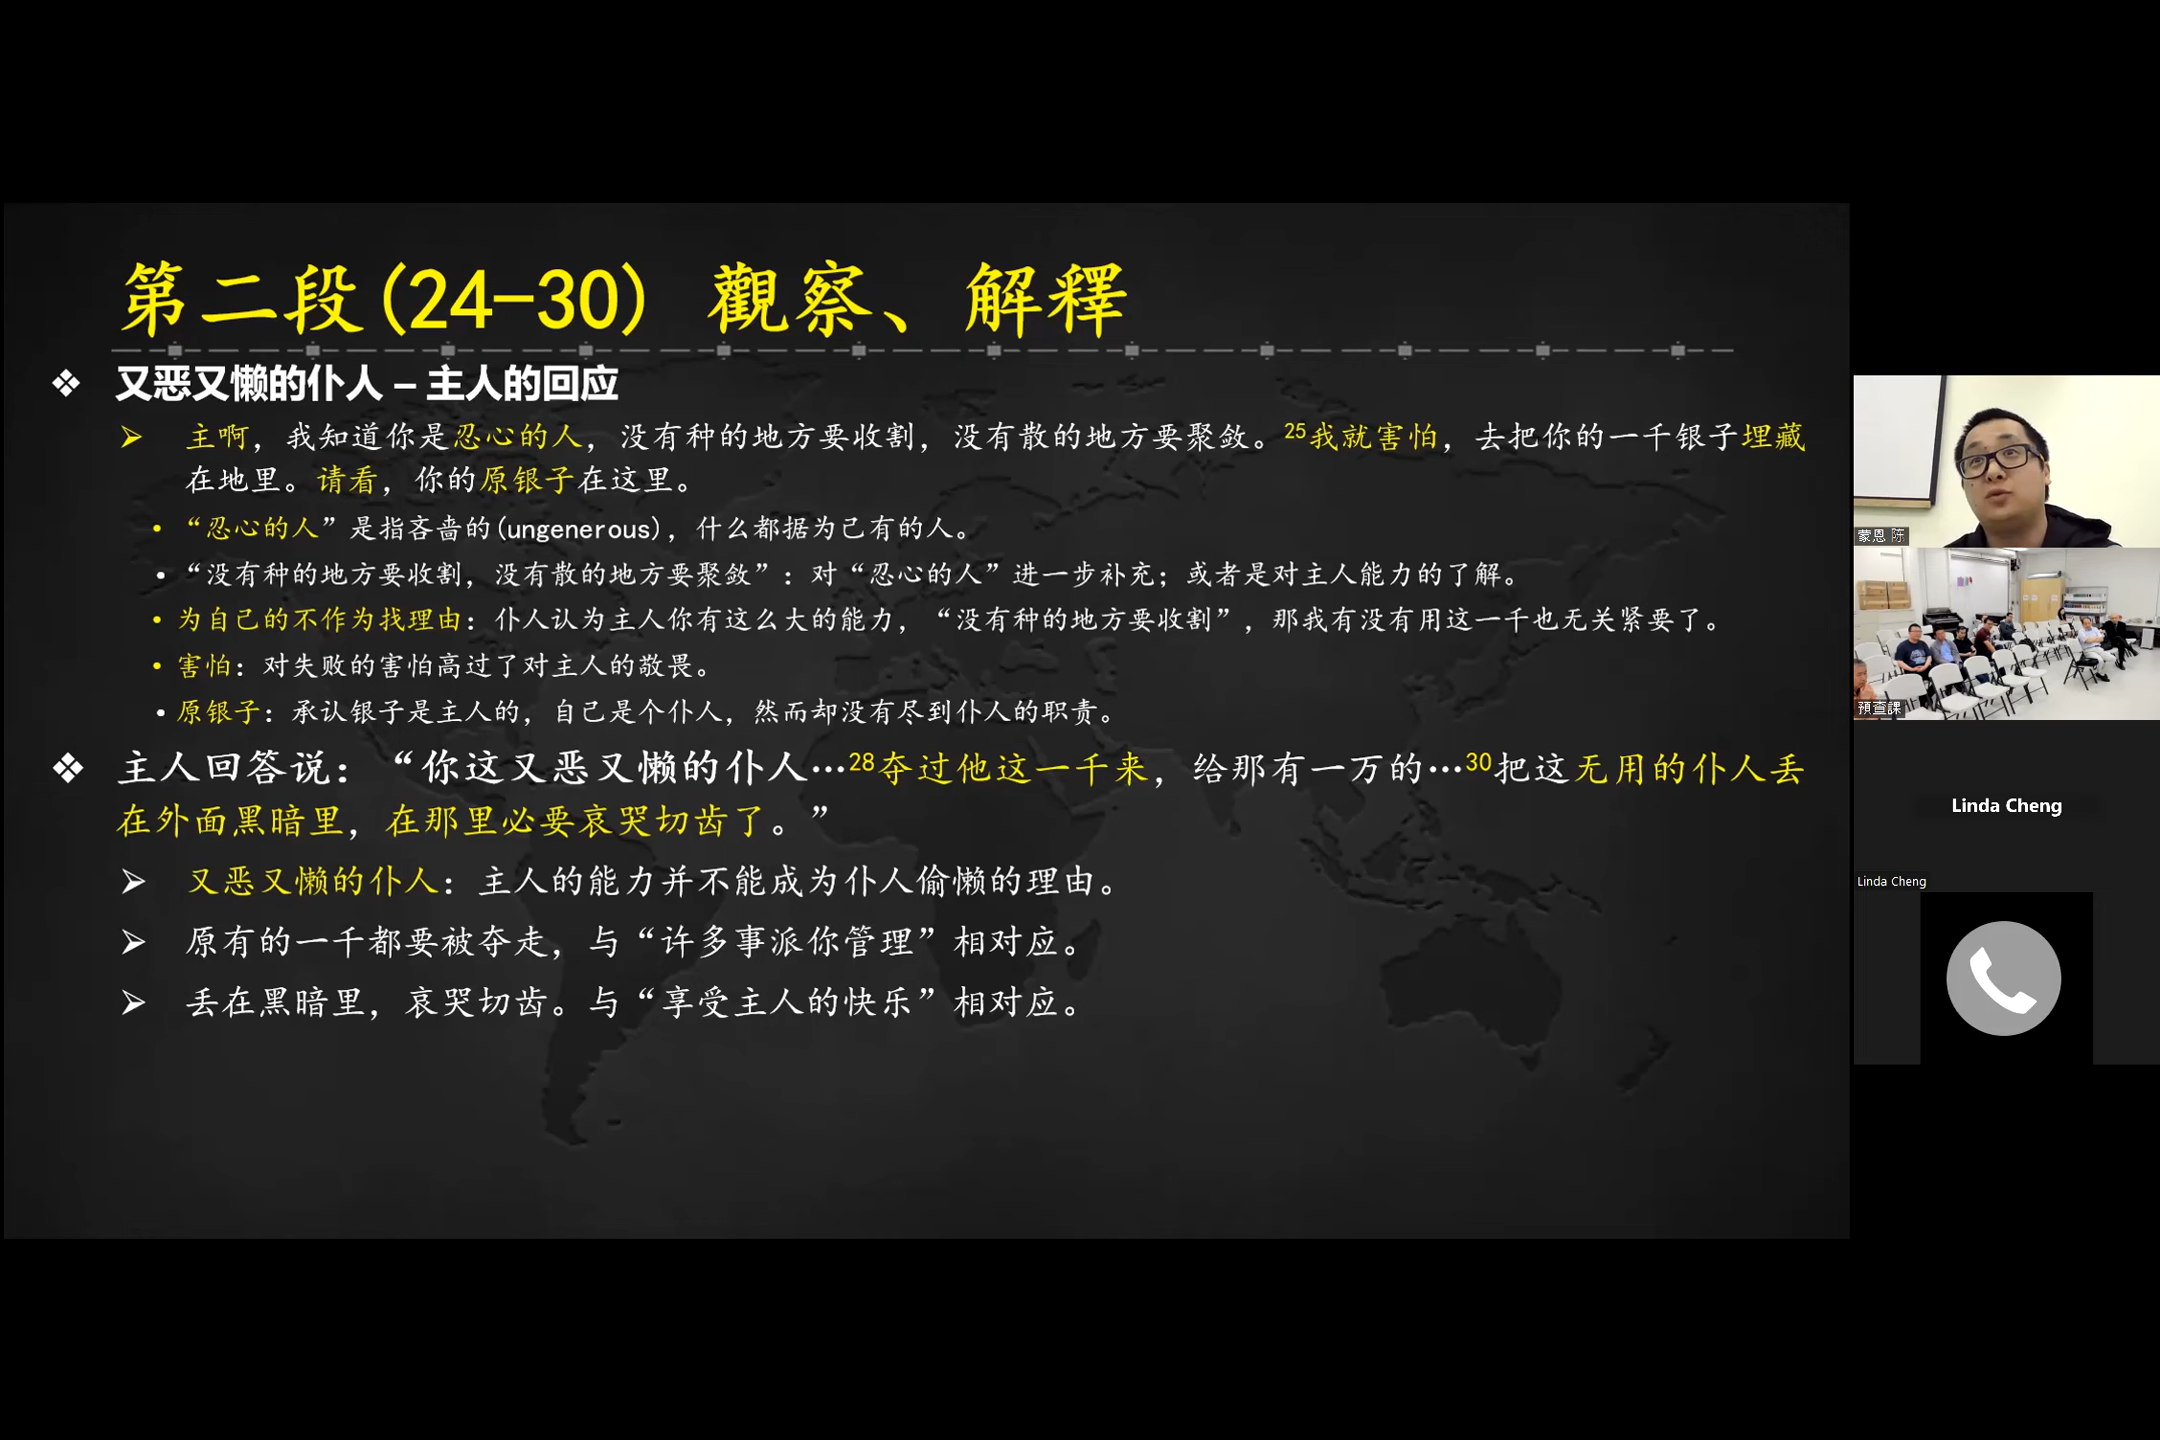 第二段(24-30) 觀察、解釋
❖ 又恶又懒的仆人 – 主人的回应
➢ 主啊，我知道你是忍心的人，没有种的地方要收割，没有散的地方要聚敛。25我就害怕，去把你的一千银子埋藏
在地里。请看，你的原银子在这里。
• “忍心的人”是指吝啬的(ungenerous)，什么都据为己有的人。
• “没有种的地方要收割，没有散的地方要聚敛”：对“忍心的人”进一步补充；或者是对主人能力的了解。
• 为自己的不作为找理由：仆人认为主人你有这么大的能力，“没有种的地方要收割”，那我有没有用这一千也无关紧要了。
• 害怕：对失败的害怕高过了对主人的敬畏。
• 原银子：承认银子是主人的，自己是个仆人，然而却没有尽到仆人的职责。
❖ 主人回答说：“你这又恶又懒的仆人…28夺过他这一千来，给那有一万的…30把这无用的仆人丢
在外面黑暗里，在那里必要哀哭切齿了。”
➢ 又恶又懒的仆人：主人的能力并不能成为仆人偷懒的理由。
➢ 原有的一千都要被夺走，与“许多事派你管理”相对应。
➢ 丢在黑暗里，哀哭切齿。与“享受主人的快乐”相对应。
蒙恩 陈
預查課
Linda Cheng
Linda Cheng